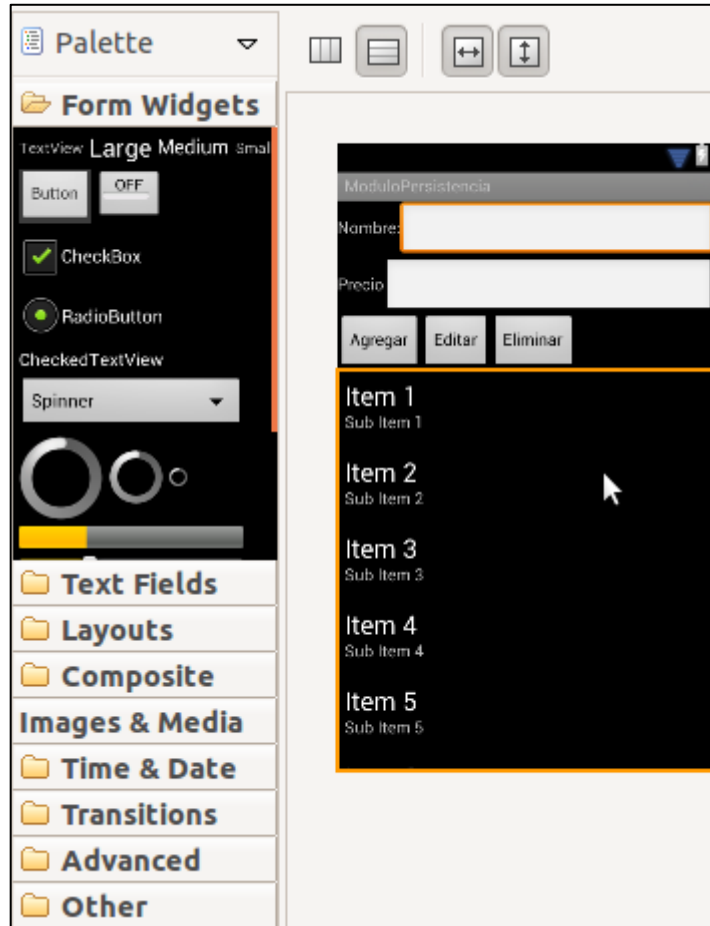 Palette
Form Widgets
TextView Large Medium Smal
Button OFF
CheckBox
RadioButton
CheckedTextView
Spinner
Text Fields
Layouts
Composite
Images & Media
Time & Date
Transitions
Advanced
Other
ModuloPersistencia
Nombre:
Precio
Agregar Editar Eliminar
Item 1
Sub Item 1
Item 2
Sub Item 2
Item 3
Sub Item 3
Item 4
Sub Item 4
Item 5
Sub Item 5